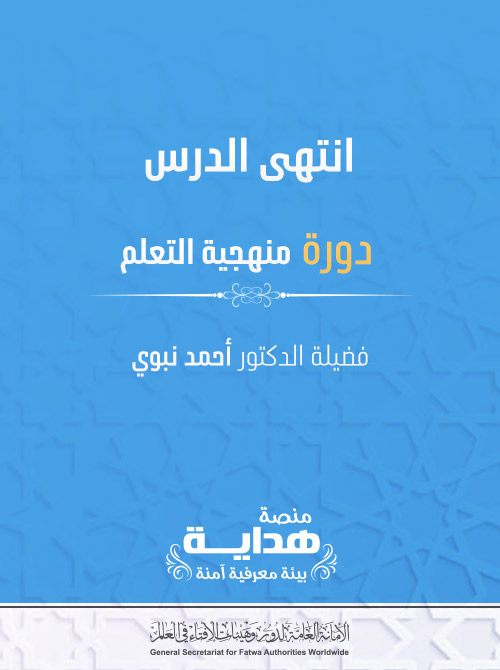 انتهى الدرس
دورة منهجية التعلم
فضيلة الدكتور أحمد نبوي
منصة
هداية
بيئة معرفية آمنة
الأمانة العامة لدور وهيئات الإفتاء في العالم
General Secretariat for Fatwa Authorities Worldwide